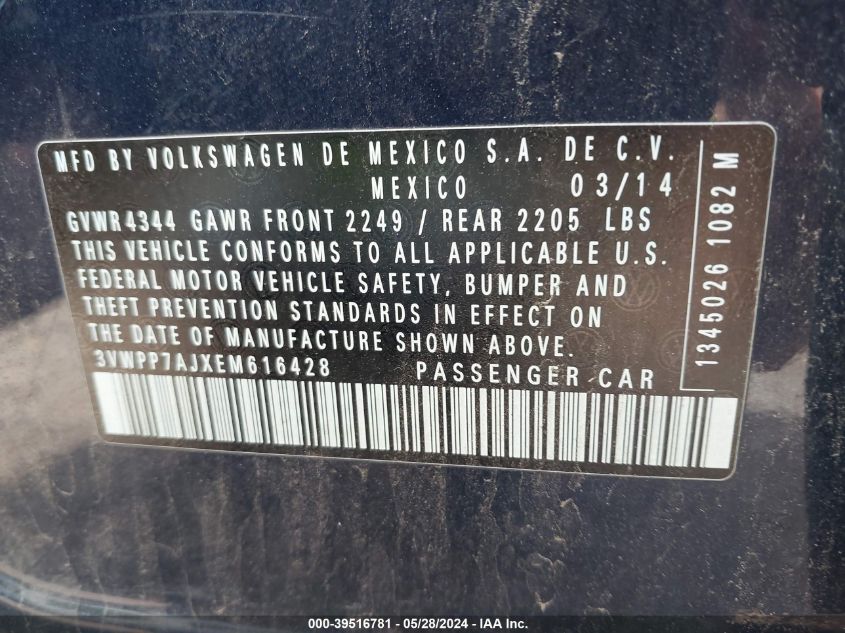 MFD BY VOLKSWAGEN DE MEXICO S.A. DE C.V.
MEXICO 03/14
GVWR 4344 GAWR FRONT 2249 / REAR 2205 LBS
THIS VEHICLE CONFORMS TO ALL APPLICABLE U.S.
FEDERAL MOTOR VEHICLE SAFETY, BUMPER AND
THEFT PREVENTION STANDARDS IN EFFECT ON
THE DATE OF MANUFACTURE SHOWN ABOVE.
3VWPP7AJXEM616428 PASSENGER CAR
1345026 1082 M
000-39516781 - 05/28/2024 - IAA Inc.